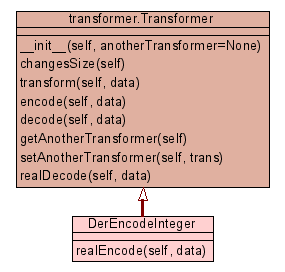 transformer.Transformer
__init__(self, anotherTransformer=None)
changesSize(self)
transform(self, data)
encode(self, data)
decode(self, data)
getAnotherTransformer(self)
setAnotherTransformer(self, trans)
realDecode(self, data)
DerEncodeInteger
realEncode(self, data)